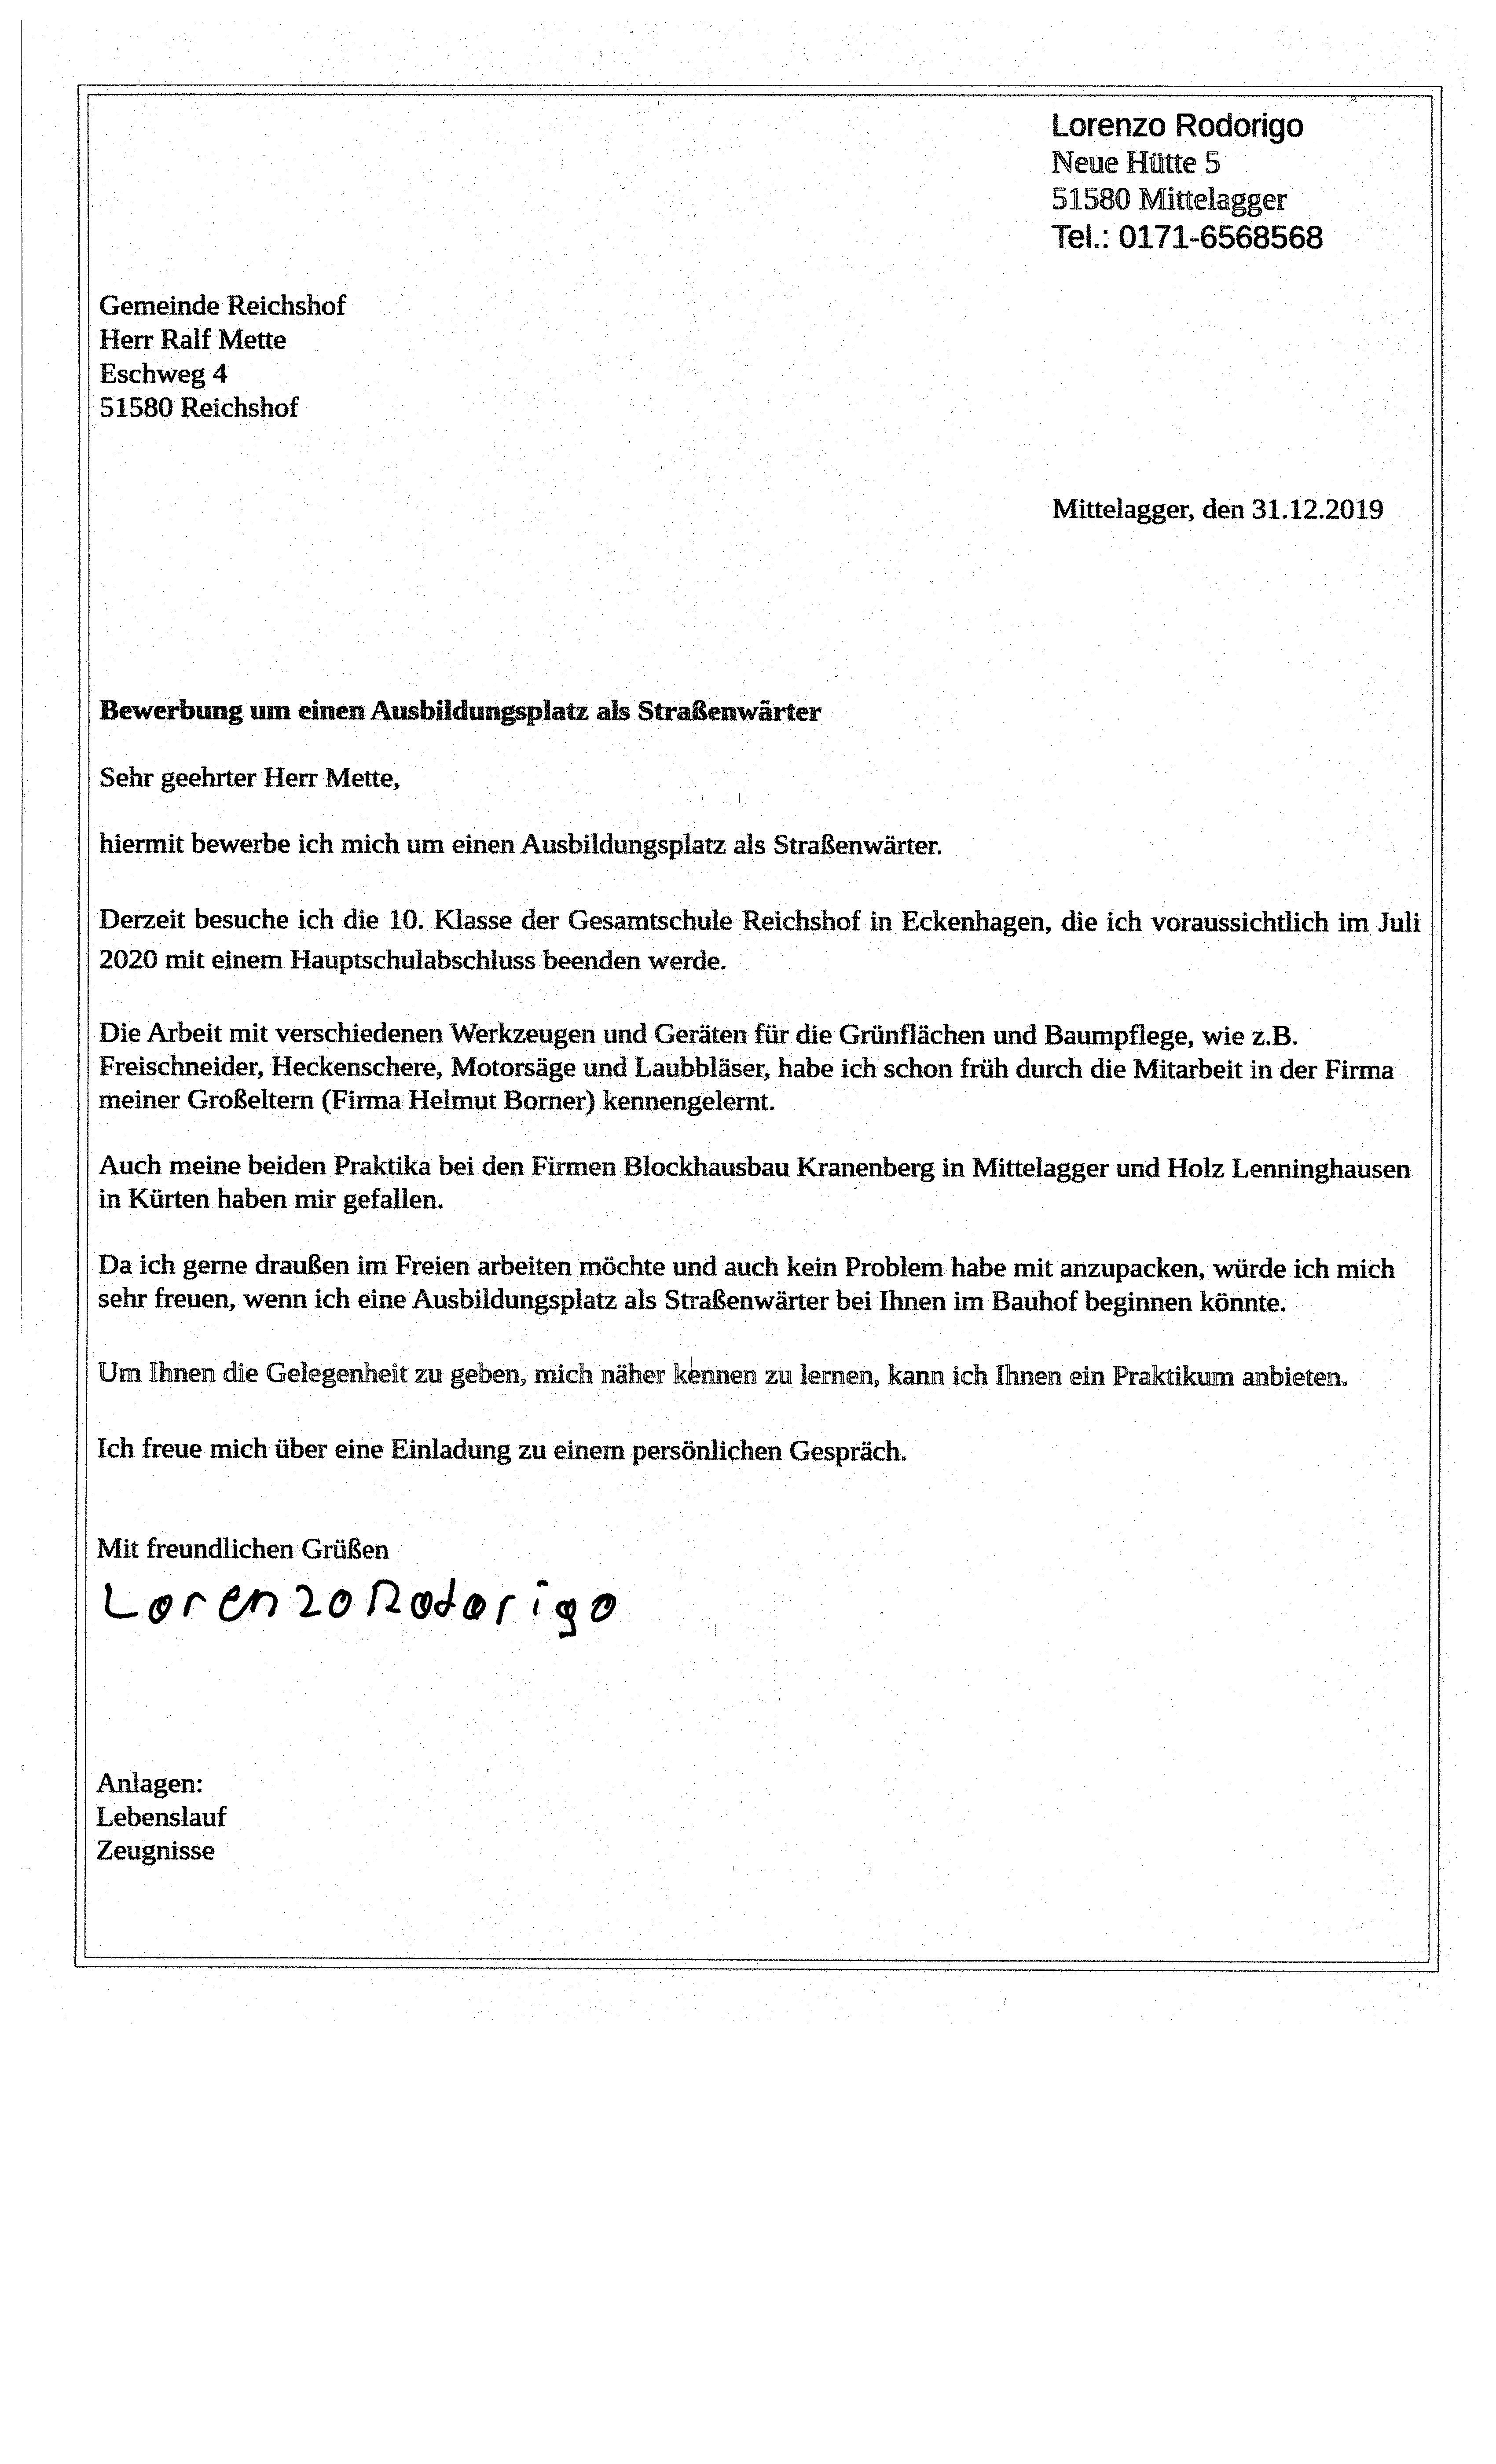 Lorenzo Rodorigo
Neue Hütte 5
51580 Mittelagger
Tel.: 0171-6568568
Gemeinde Reichshof
Herr Ralf Mette
Eschweg 4
51580 Reichshof
Mittelagger, den 31.12.2019
Bewerbung um einen Ausbildungsplatz als Straßenwärter
Sehr geehrter Herr Mette,
hiermit bewerbe ich mich um einen Ausbildungsplatz als Straßenwärter.
Derzeit besuche ich die 10. Klasse der Gesamtschule Reichshof in Eckenhagen, die ich voraussichtlich im Juli
2020 mit einem Hauptschulabschluss beenden werde.
Die Arbeit mit verschiedenen Werkzeugen und Geräten für die Grünflächen und Baumpflege, wie z.B.
Freischneider, Heckenschere, Motorsäge und Laubbläser, habe ich schon früh durch die Mitarbeit in der Firma
meiner Großeltern (Firma Helmut Borner) kennengelernt.
Auch meine beiden Praktika bei den Firmen Blockhausbau Kranenberg in Mittelagger und Holz Lenninghausen
in Kürten haben mir gefallen.
Da ich gerne draußen im Freien arbeiten möchte und auch kein Problem habe mit anzupacken, würde ich mich
sehr freuen, wenn ich eine Ausbildungsplatz als Straßenwärter bei Ihnen im Bauhof beginnen könnte.
Um Ihnen die Gelegenheit zu geben, mich näher kennen zu lernen, kann ich Ihnen ein Praktikum anbieten.
Ich freue mich über eine Einladung zu einem persönlichen Gespräch.
Mit freundlichen Grüßen
Lorenzo Rodorigo
Anlagen:
Lebenslauf
Zeugnisse